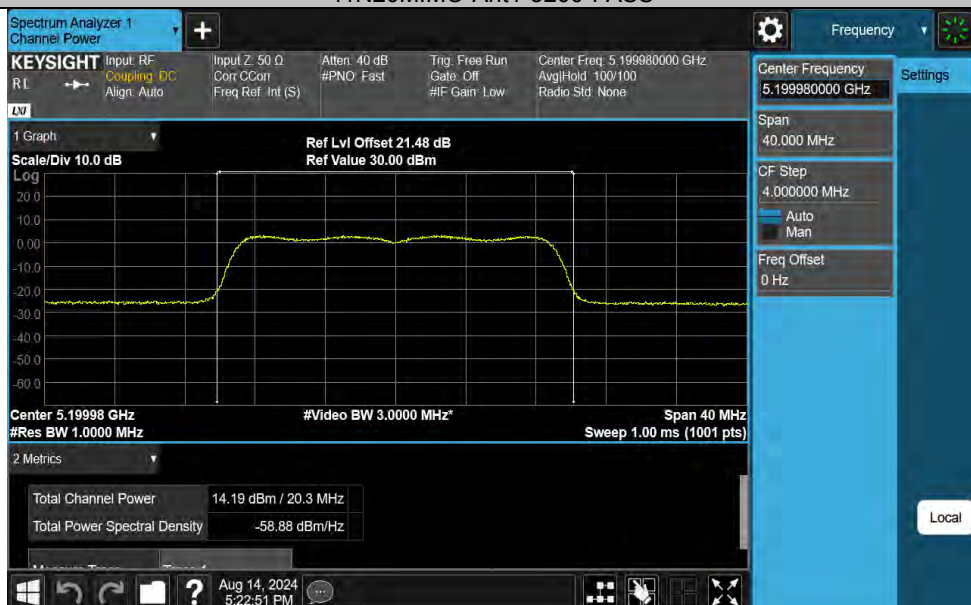 Spectrum Analyzer 1
Channel Power
+
Frequency
KEYSIGHT
RL
LXI
Input: RF
Coupling: DC
Align: Auto
Input Z: 50 Ω
Corr CCorr
Freq Ref: Int (S)
Atten: 40 dB
#PNO: Fast
Trig: Free Run
Gate: Off
#IF Gain: Low
Center Freq: 5.199980000 GHz
Avg|Hold: 100/100
Radio Std: None
Center Frequency
5.199980000 GHz
Settings
Span
40.000 MHz
CF Step
4.000000 MHz
Auto
Man
Freq Offset
0 Hz
1 Graph
Scale/Div 10.0 dB
Ref Lvl Offset 21.48 dB
Ref Value 30.00 dBm
Log
20.0
10.0
0.00
-10.0
-20.0
-30.0
-40.0
-50.0
-60.0
Center 5.19998 GHz
#Video BW 3.0000 MHz*
Span 40 MHz
#Res BW 1.0000 MHz
Sweep 1.00 ms (1001 pts)
2 Metrics
Total Channel Power
14.19 dBm / 20.3 MHz
Total Power Spectral Density
-58.88 dBm/Hz
Local
?
Aug 14, 2024
5:22:51 PM